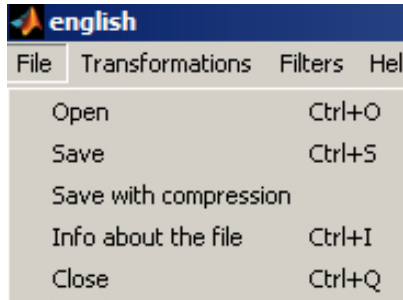 english
File Transformations Filters Hel
Open Ctrl+O
Save Ctrl+S
Save with compression
Info about the file Ctrl+I
Close Ctrl+Q